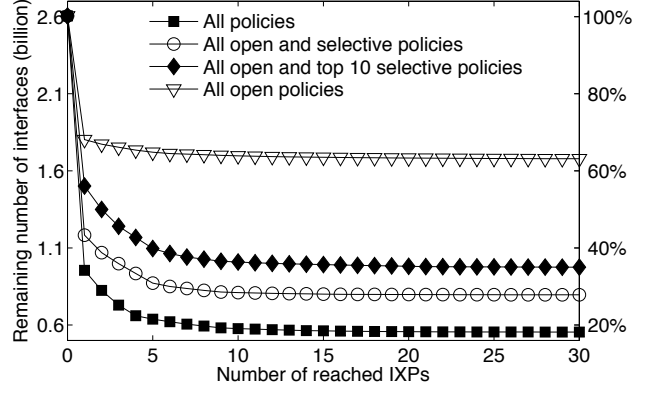 All policies
All open and selective policies
All open and top 10 selective policies
All open policies
Remaining number of interfaces (billion)
2.6
2.1
1.6
1.1
0.6
100%
80%
60%
40%
20%
0 5 10 15 20 25 30
Number of reached IXPs